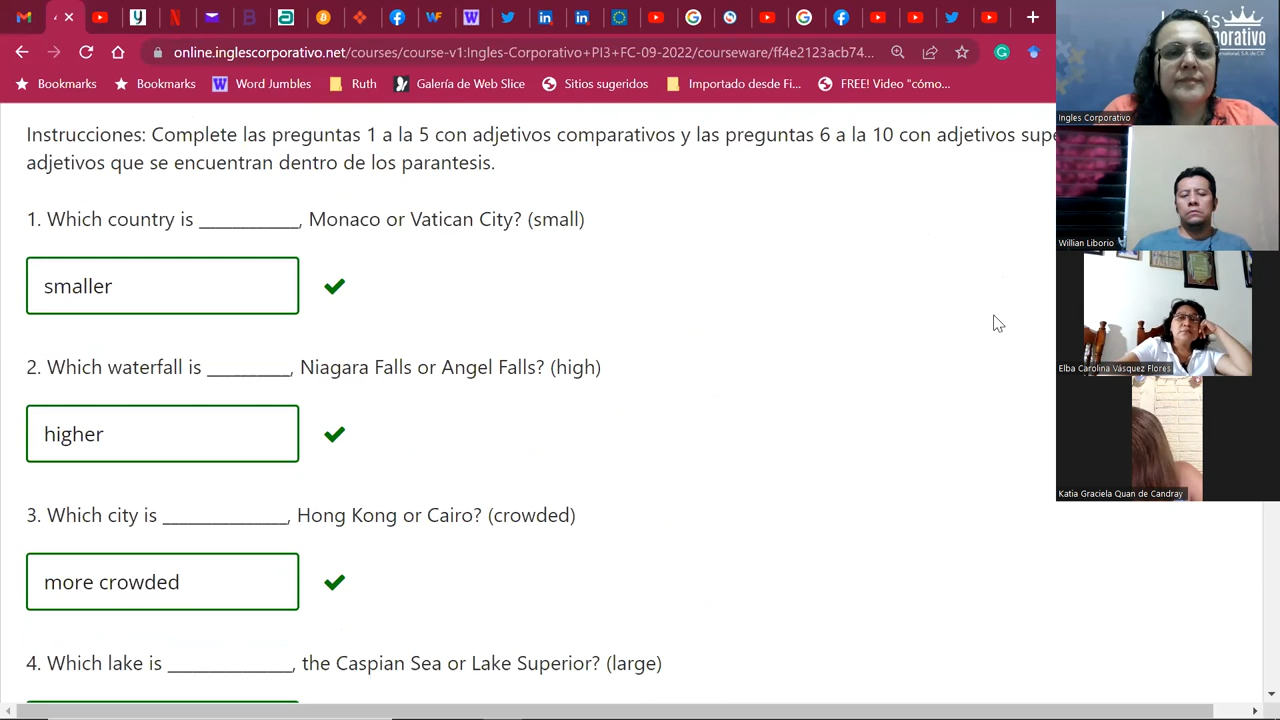 online.inglescorporativo.net/courses/course-v1:Ingles-Corporativo+PI3+FC-09-2022/courseware/ff4e2123acb74...
Bookmarks
Bookmarks
Word Jumbles
Ruth
Galería de Web Slice
Sitios sugeridos
Importado desde Fi...
FREE! Video "cómo...
Instrucciones: Complete las preguntas 1 a la 5 con adjetivos comparativos y las preguntas 6 a la 10 con adjetivos
adjetivos que se encuentran dentro de los parantesis.
1. Which country is ___________, Monaco or Vatican City? (small)
smaller
2. Which waterfall is __________, Niagara Falls or Angel Falls? (high)
higher
3. Which city is ______________, Hong Kong or Cairo? (crowded)
more crowded
4. Which lake is ______________, the Caspian Sea or Lake Superior? (large)
Ingles Corporativo
Willian Liborio
Elba Carolina Vásquez Flores
Katia Graciela Quan de Candray